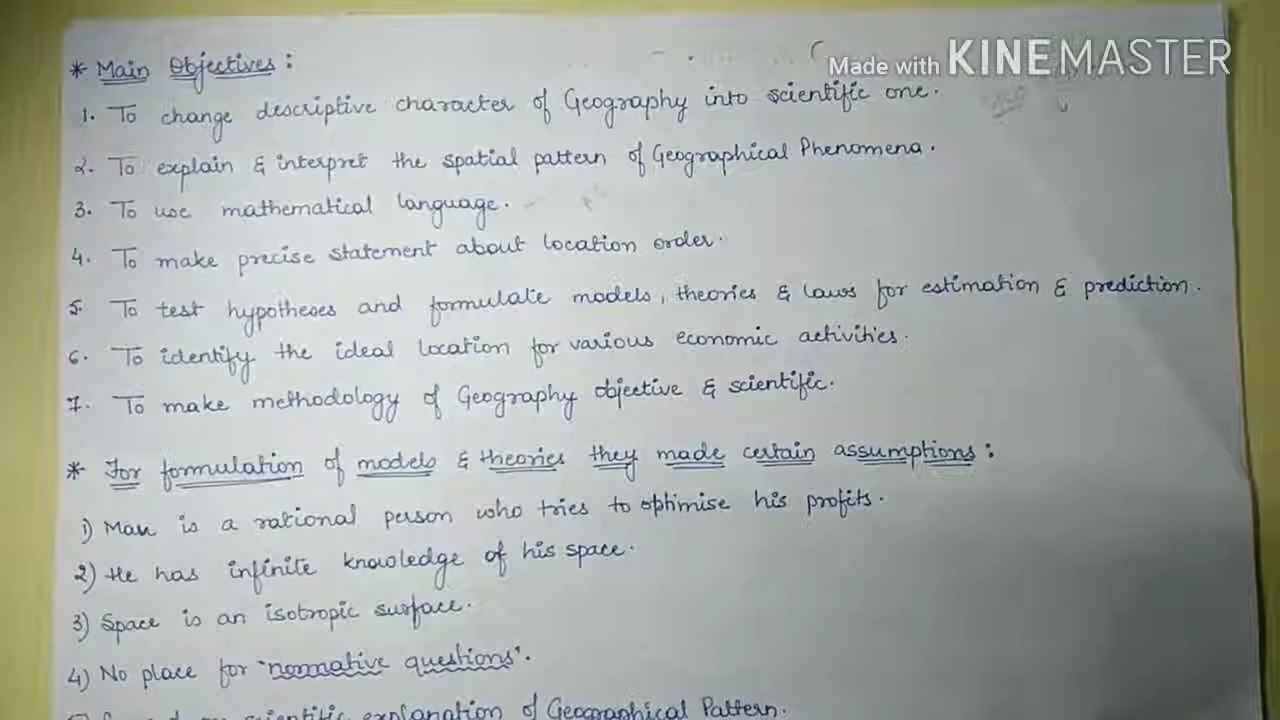 Made with KINEMASTER
* Main Objectives:
1. To change descriptive character of Geography into scientific one.
2. To explain & interpret the spatial pattern of Geographical Phenomena.
3. To use mathematical language.
4. To make precise statement about location order.
5. To test hypotheses and formulate models, theories & laws for estimation & prediction.
6. To identify the ideal location for various economic activities.
7. To make methodology of Geography objective & scientific.
* For formulation of models & theories they made certain assumptions:
1) Man is a rational person who tries to optimise his profits.
2) He has infinite knowledge of his space.
3) Space is an isotropic surface.
4) No place for 'normative questions'.
scientific explanation of Geographical Pattern.